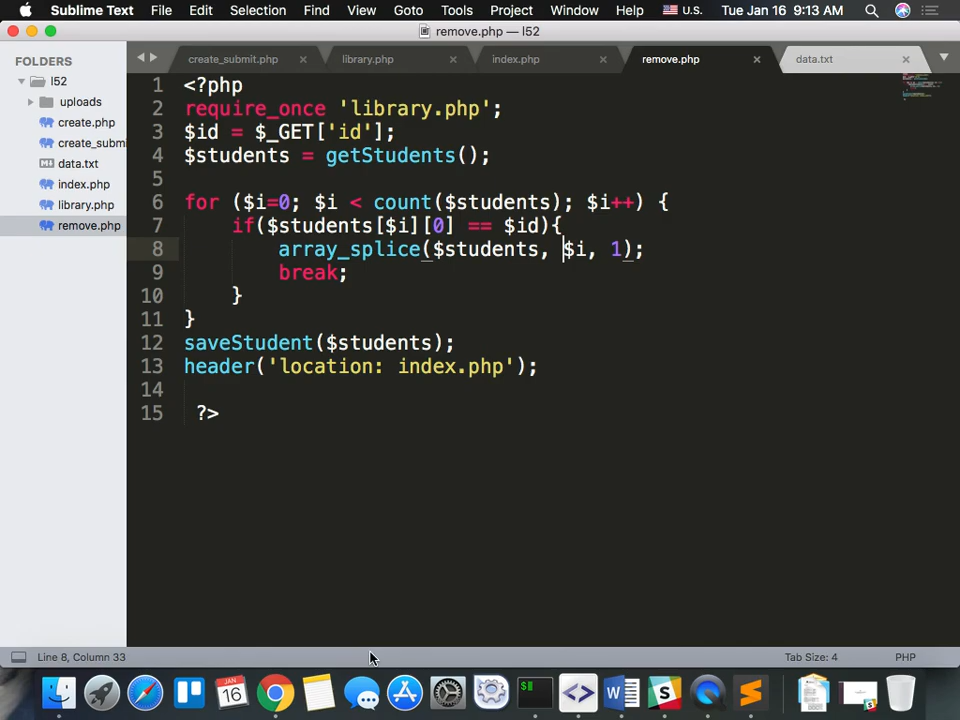 Sublime Text File Edit Selection Find View Goto Tools Project Window Help U.S. Tue Jan 16 9:13 AM
remove.php — l52
FOLDERS
l52
uploads
create.php
create_submi
data.txt
index.php
library.php
remove.php
create_submit.php library.php index.php remove.php data.txt
1 <?php
2 require_once 'library.php';
3 $id = $_GET['id'];
4 $students = getStudents();
5
6 for ($i=0; $i < count($students); $i++) {
7 if($students[$i][0] == $id){
8 array_splice($students, $i, 1);
9 break;
10 }
11 }
12 saveStudent($students);
13 header('location: index.php');
14
15 ?>
Line 8, Column 33 Tab Size: 4 PHP
JAN
16